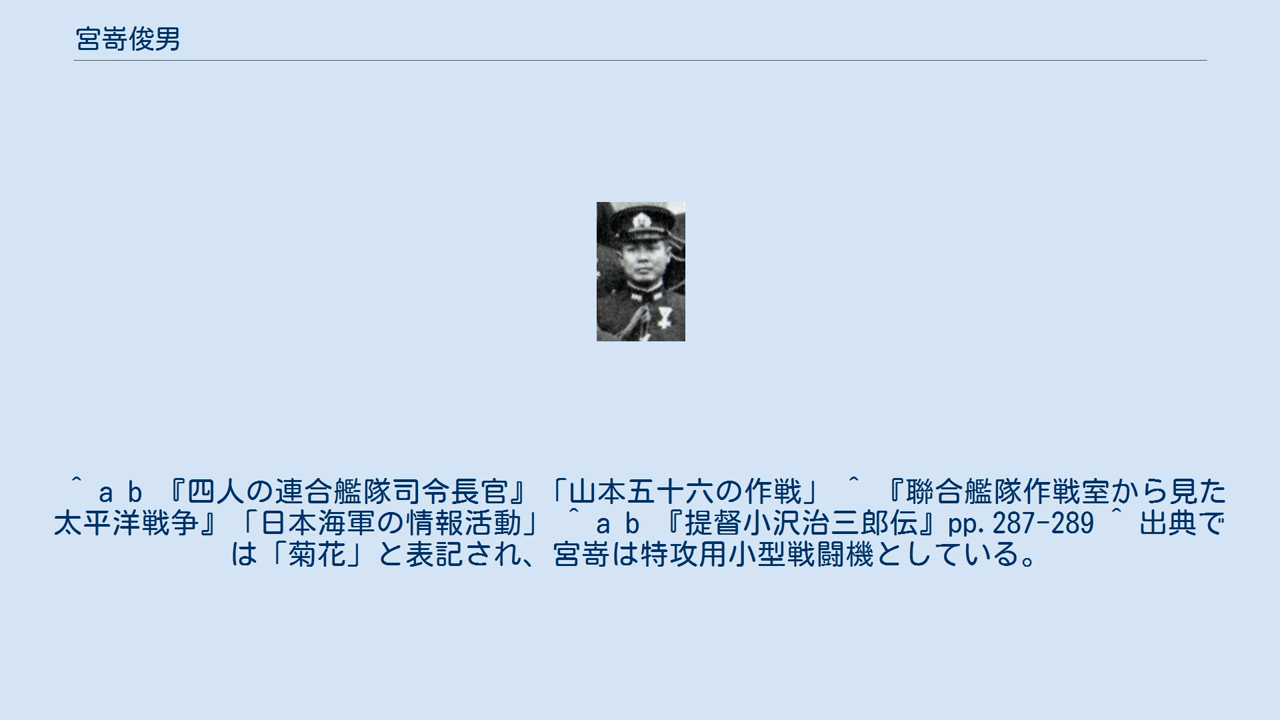 宮嵜俊男
^ a b 『四人の連合艦隊司令長官』「山本五十六の作戦」 ^ 『聯合艦隊作戦室から見た
太平洋戦争』「日本海軍の情報活動」 ^ a b 『提督小沢治三郎伝』pp.287-289 ^ 出典で
は「菊花」と表記され、宮嵜は特攻用小型戦闘機としている。